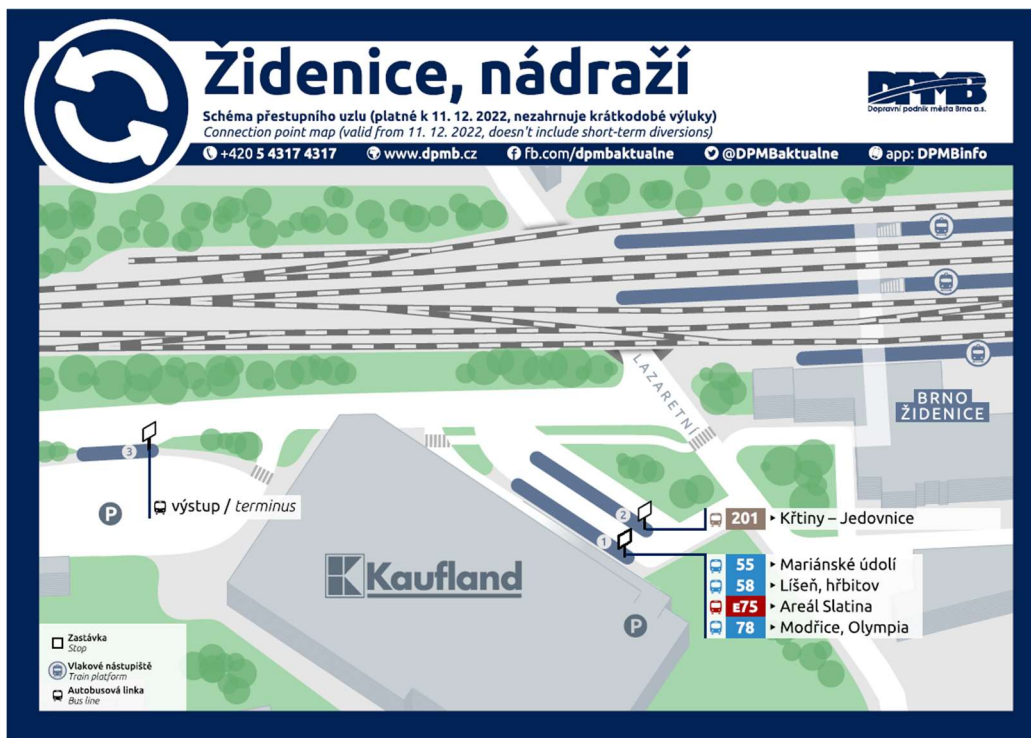 Židenice, nádraží
DPMB
Dopravní podnik města Brna a.s.
Schéma přestupního uzlu (platné k 11. 12. 2022, nezahrnuje krátkodobé výluky)
Connection point map (valid from 11. 12. 2022, doesn't include short-term diversions)
+420 5 4317 4317 www.dpmb.cz fb.com/dpmbaktualne @DPMBaktualne app: DPMBinfo
LAZARETNÍ
BRNO
ŽIDENICE
3
výstup / terminus
P
2
201 Křtiny – Jedovnice
1
55 Mariánské údolí
58 Líšeň, hřbitov
E75 Areál Slatina
78 Modřice, Olympia
Kaufland
P
Zastávka
Stop
Vlakové nástupiště
Train platform
Autobusová linka
Bus line